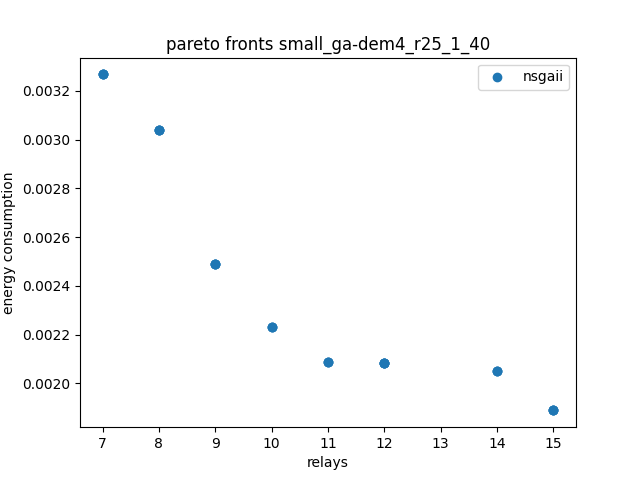 pareto fronts small_ga-dem4_r25_1_40
nsgaii
energy consumption
0.0032
0.0030
0.0028
0.0026
0.0024
0.0022
0.0020
7 8 9 10 11 12 13 14 15
relays